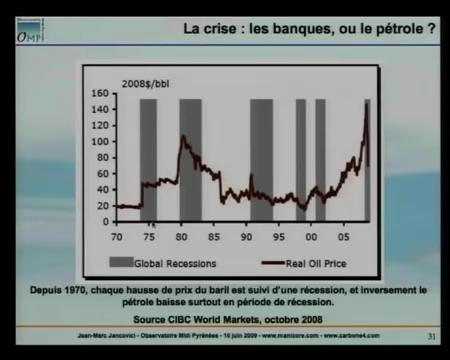 OMP
La crise : les banques, ou le pétrole ?
2008$/bbl
160
140
120
100
80
60
40
20
0
70 75 80 85 90 95 00 05
Global Recessions Real Oil Price
Depuis 1970, chaque hausse de prix du baril est suivi d'une récession, et inversement le
pétrole baisse surtout en période de récession.
Source CIBC World Markets, octobre 2008
Jean-Marc Jancovici - Observatoire Midi Pyrénées - 16 juin 2009 - www.manicore.com - www.carbone4.com 31